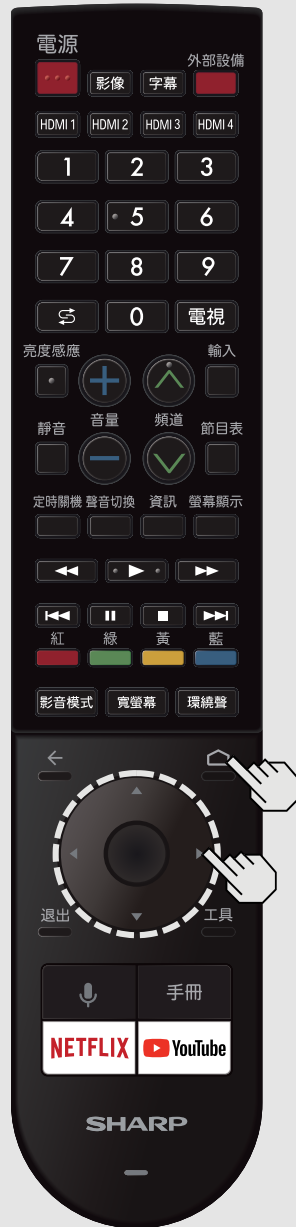 電源
外部設備
影像 字幕
HDMI 1 HDMI 2 HDMI 3 HDMI 4
1 2 3
4 5 6
7 8 9
0 電視
亮度感應 輸入
音量 頻道
靜音 節目表
定時關機 聲音切換 資訊 螢幕顯示
紅 綠 黃 藍
影音模式 寬螢幕 環繞聲
退出 工具
手冊
NETFLIX YouTube
SHARP